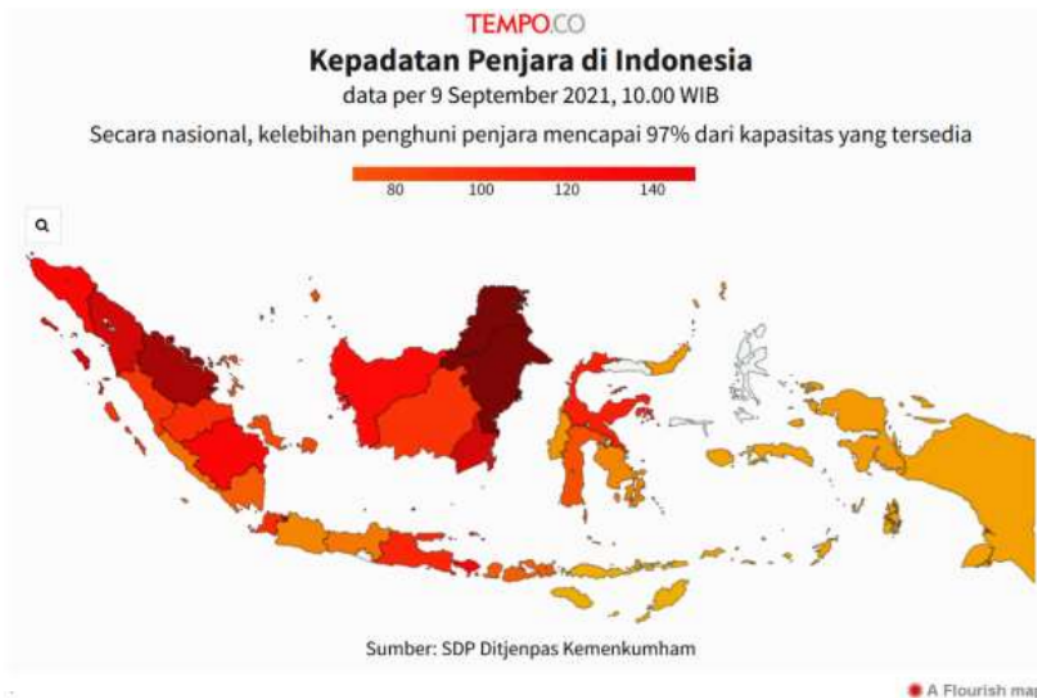 TEMPO.CO
Kepadatan Penjara di Indonesia
data per 9 September 2021, 10.00 WIB
Secara nasional, kelebihan penghuni penjara mencapai 97% dari kapasitas yang tersedia
80 100 120 140
Sumber: SDP Ditjenpas Kemenkumham
A Flourish map